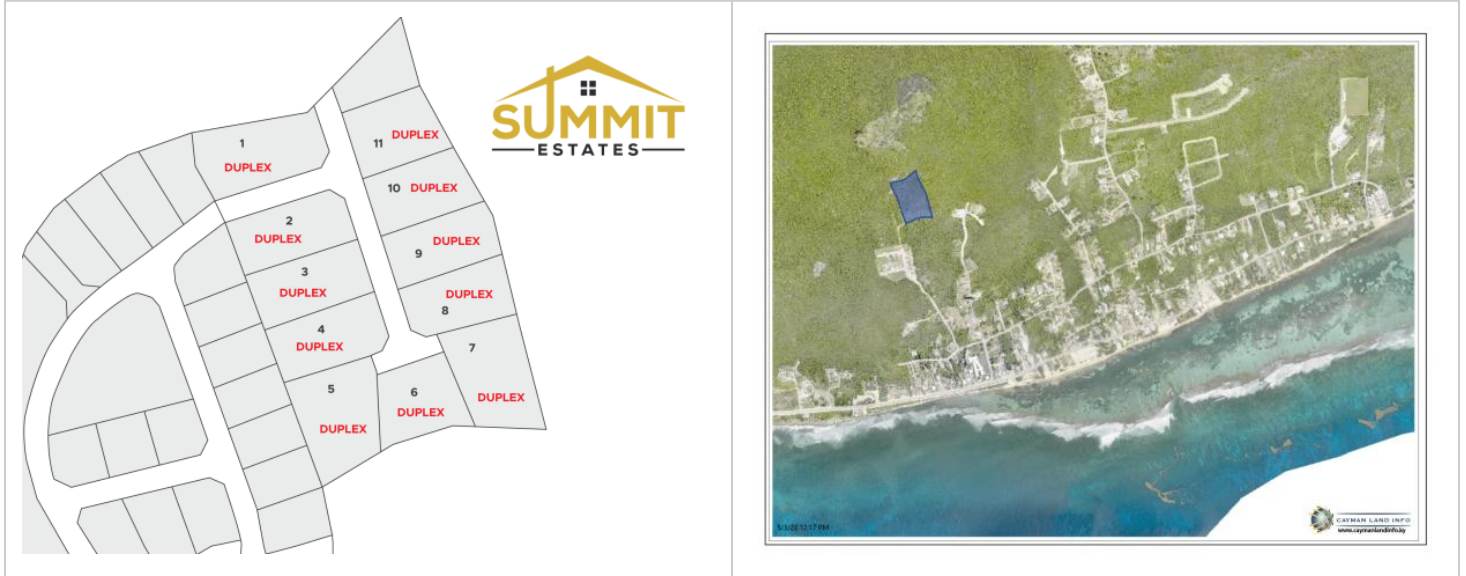 SUMMIT
ESTATES
1
DUPLEX
11 DUPLEX
10 DUPLEX
2
DUPLEX
9 DUPLEX
3
DUPLEX
8 DUPLEX
4
DUPLEX
7
DUPLEX
5
DUPLEX
6
DUPLEX
CAYMAN LAND INFO
www.caymanlandinfo.ky